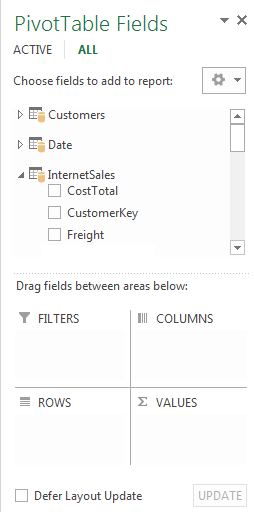 PivotTable Fields
ACTIVE ALL
Choose fields to add to report:
Customers
Date
InternetSales
CostTotal
CustomerKey
Freight
Drag fields between areas below:
FILTERS COLUMNS
ROWS VALUES
Defer Layout Update UPDATE